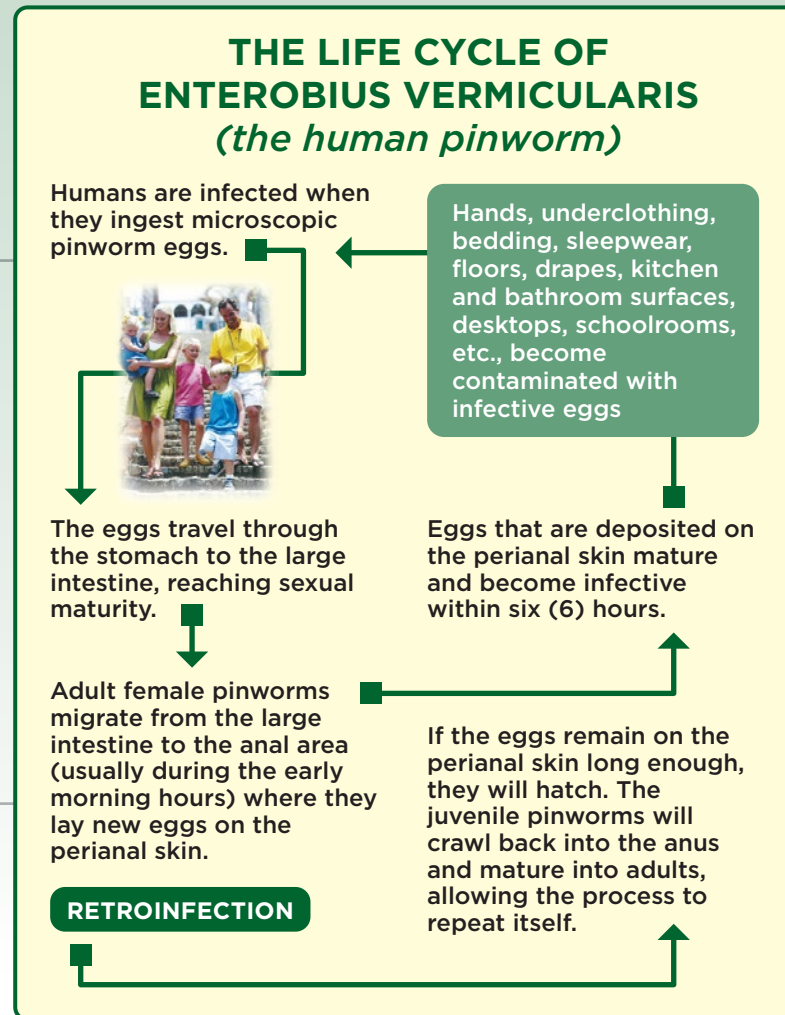 THE LIFE CYCLE OF
ENTEROBIUS VERMICULARIS
(the human pinworm)
Humans are infected when
they ingest microscopic
pinworm eggs.
Hands, underclothing,
bedding, sleepwear,
floors, drapes, kitchen
and bathroom surfaces,
desktops, schoolrooms,
etc., become
contaminated with
infective eggs
The eggs travel through
the stomach to the large
intestine, reaching sexual
maturity.
Eggs that are deposited on
the perianal skin mature
and become infective
within six (6) hours.
Adult female pinworms
migrate from the large
intestine to the anal area
(usually during the early
morning hours) where they
lay new eggs on the
perianal skin.
If the eggs remain on the
perianal skin long enough,
they will hatch. The
juvenile pinworms will
crawl back into the anus
and mature into adults,
allowing the process to
repeat itself.
RETROINFECTION